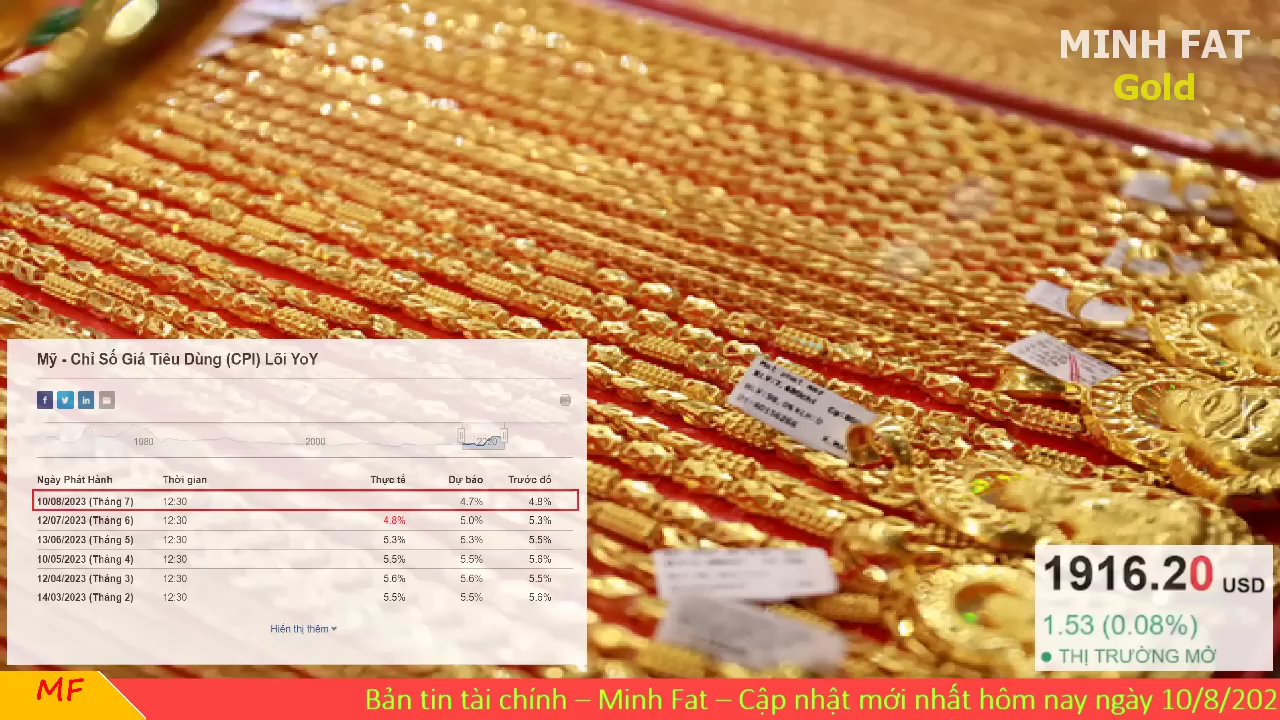 MINH FAT
Gold
Mỹ - Chỉ Số Giá Tiêu Dùng (CPI) Lõi YoY
1980 2000 2020
Ngày Phát Hành Thời gian Thực tế Dự báo Trước đó
10/08/2023 (Tháng 7) 12:30 4.7% 4.8%
12/07/2023 (Tháng 6) 12:30 4.8% 5.0% 5.3%
13/06/2023 (Tháng 5) 12:30 5.3% 5.3% 5.5%
10/05/2023 (Tháng 4) 12:30 5.5% 5.5% 5.6%
12/04/2023 (Tháng 3) 12:30 5.6% 5.6% 5.5%
14/03/2023 (Tháng 2) 12:30 5.5% 5.5% 5.6%
Hiển thị thêm
1916.20 USD
1.53 (0.08%)
THỊ TRƯỜNG MỞ
MF
Bản tin tài chính – Minh Fat – Cập nhật mới nhất hôm nay ngày 10/8/202